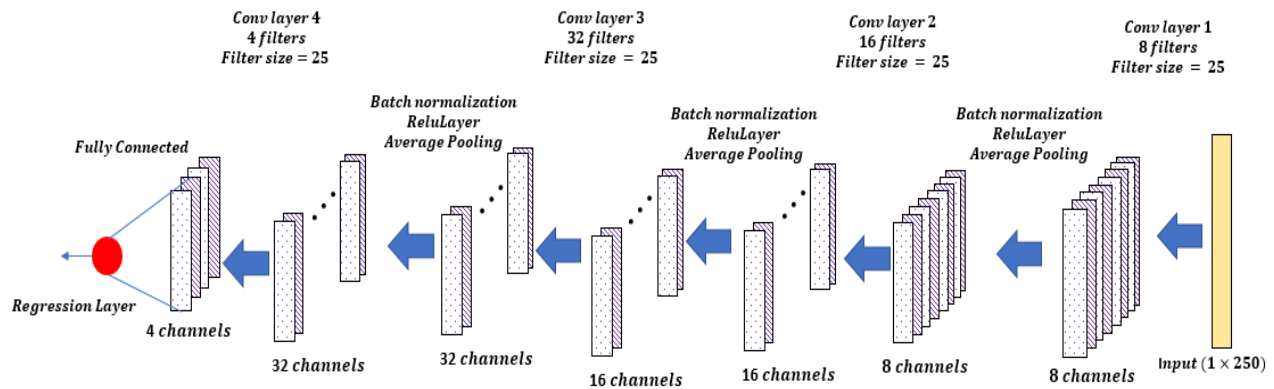 Conv layer 4
4 filters
Filter size = 25
Conv layer 3
32 filters
Filter size = 25
Conv layer 2
16 filters
Filter size = 25
Conv layer 1
8 filters
Filter size = 25
Fully Connected
Batch normalization
ReluLayer
Average Pooling
Batch normalization
ReluLayer
Average Pooling
Batch normalization
ReluLayer
Average Pooling
Regression Layer
4 channels
32 channels
32 channels
16 channels
16 channels
8 channels
8 channels
Input (1 × 250)